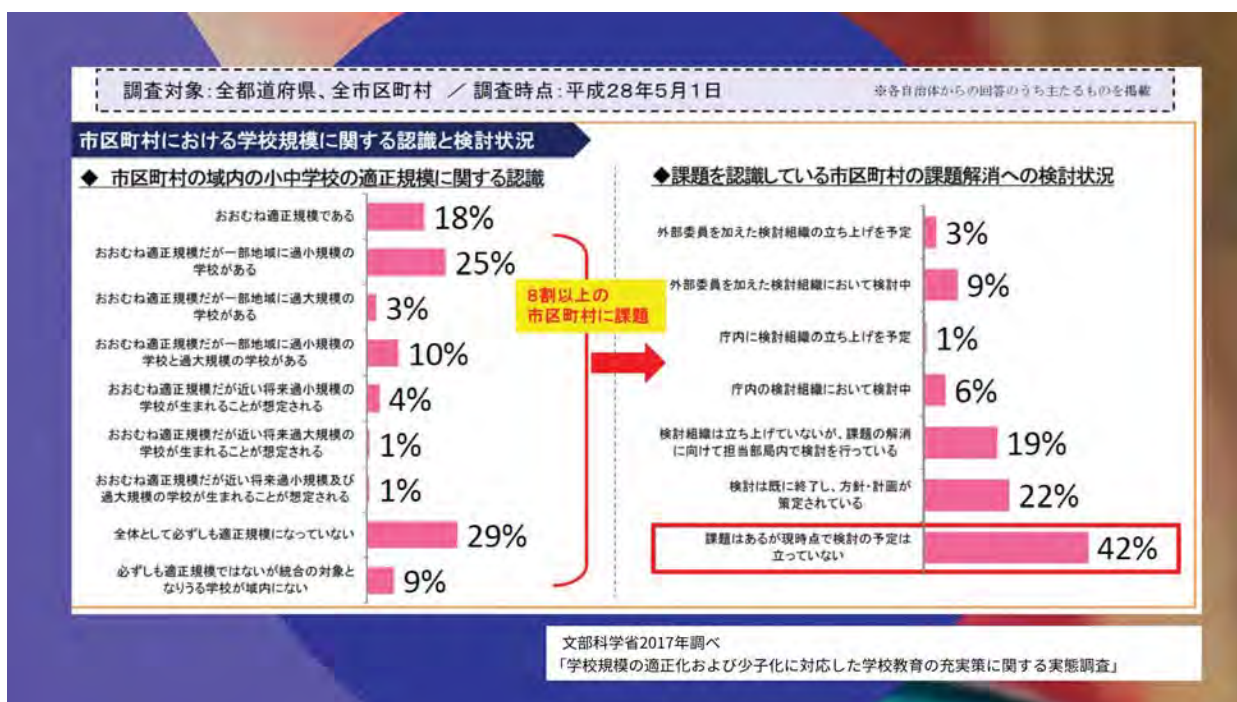 調査対象:全都道府県、全市区町村 ／ 調査時点:平成28年5月1日
※各自治体からの回答のうち主たるものを掲載
市区町村における学校規模に関する認識と検討状況
◆ 市区町村の域内の小中学校の適正規模に関する認識
おおむね適正規模である
18%
おおむね適正規模だが一部地域に過小規模の
学校がある
25%
おおむね適正規模だが一部地域に過大規模の
学校がある
3%
おおむね適正規模だが一部地域に過小規模の
学校と過大規模の学校がある
10%
おおむね適正規模だが近い将来過小規模の
学校が生まれることが想定される
4%
おおむね適正規模だが近い将来過大規模の
学校が生まれることが想定される
1%
おおむね適正規模だが近い将来過小規模及び
過大規模の学校が生まれることが想定される
1%
全体として必ずしも適正規模になっていない
29%
必ずしも適正規模ではないが統合の対象と
なりうる学校が域内にない
9%
8割以上の
市区町村に課題
◆課題を認識している市区町村の課題解消への検討状況
外部委員を加えた検討組織の立ち上げを予定
3%
外部委員を加えた検討組織において検討中
9%
庁内に検討組織の立ち上げを予定
1%
庁内の検討組織において検討中
6%
検討組織は立ち上げていないが、課題の解消
に向けて担当部局内で検討を行っている
19%
検討は既に終了し、方針・計画が
策定されている
22%
課題はあるが現時点で検討の予定は
立っていない
42%
文部科学省2017年調べ
「学校規模の適正化および少子化に対応した学校教育の充実策に関する実態調査」